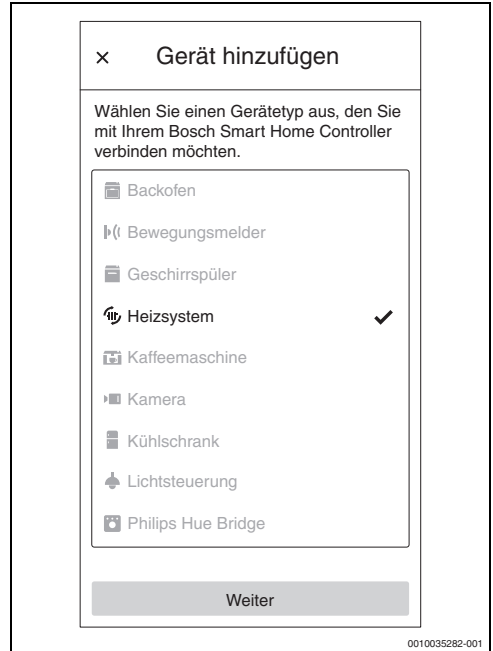 × Gerät hinzufügen
Wählen Sie einen Gerätetyp aus, den Sie
mit Ihrem Bosch Smart Home Controller
verbinden möchten.
Backofen
Bewegungsmelder
Geschirrspüler
Heizsystem
Kaffeemaschine
Kamera
Kühlschrank
Lichtsteuerung
Philips Hue Bridge
Weiter
0010035282-001